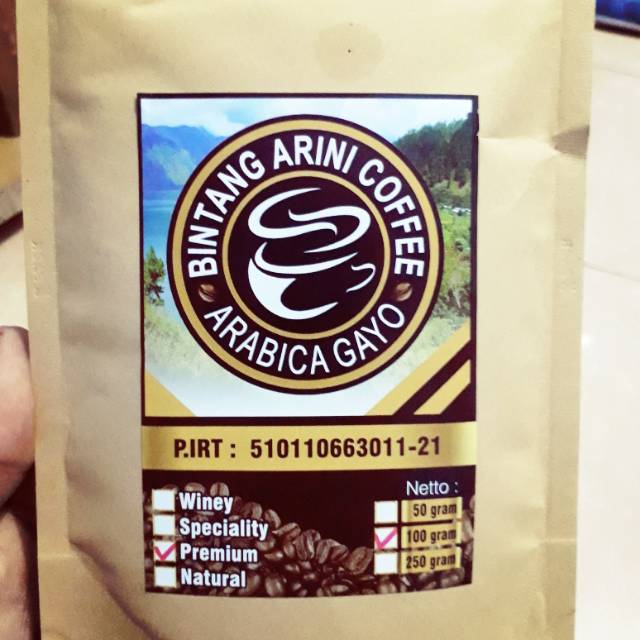 BINTANG ARINI COFFEE
ARABICA GAYO
P.IRT : 510110663011-21
Winey
Speciality
Premium
Natural
Netto :
50 gram
100 gram
250 gram